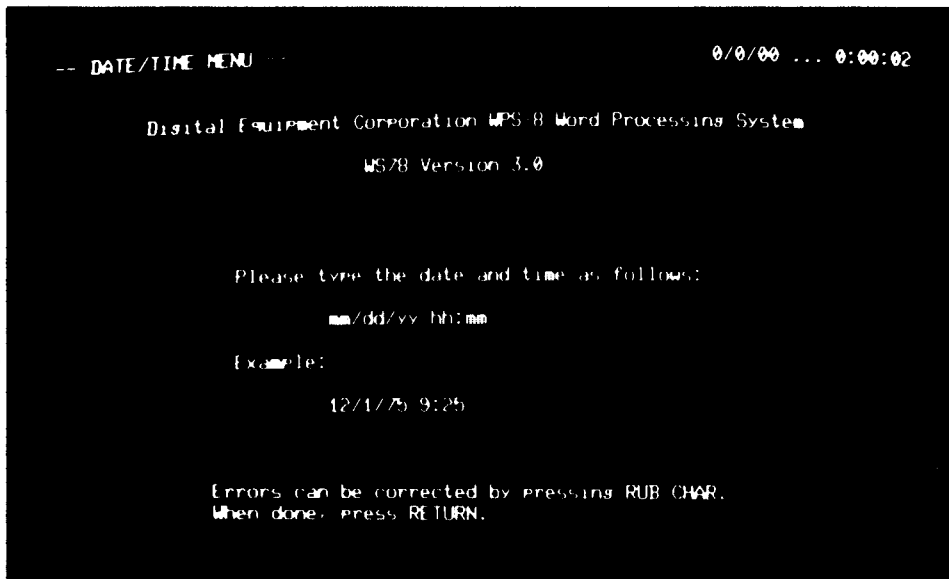 -- DATE/TIME MENU -- 0/0/00 ... 0:00:02
Digital Equipment Corporation WPS-8 Word Processing System
WS78 Version 3.0
Please type the date and time as follows:
mm/dd/yy hh:mm
Example:
12/1/75 9:25
Errors can be corrected by pressing RUB CHAR.
When done, press RETURN.